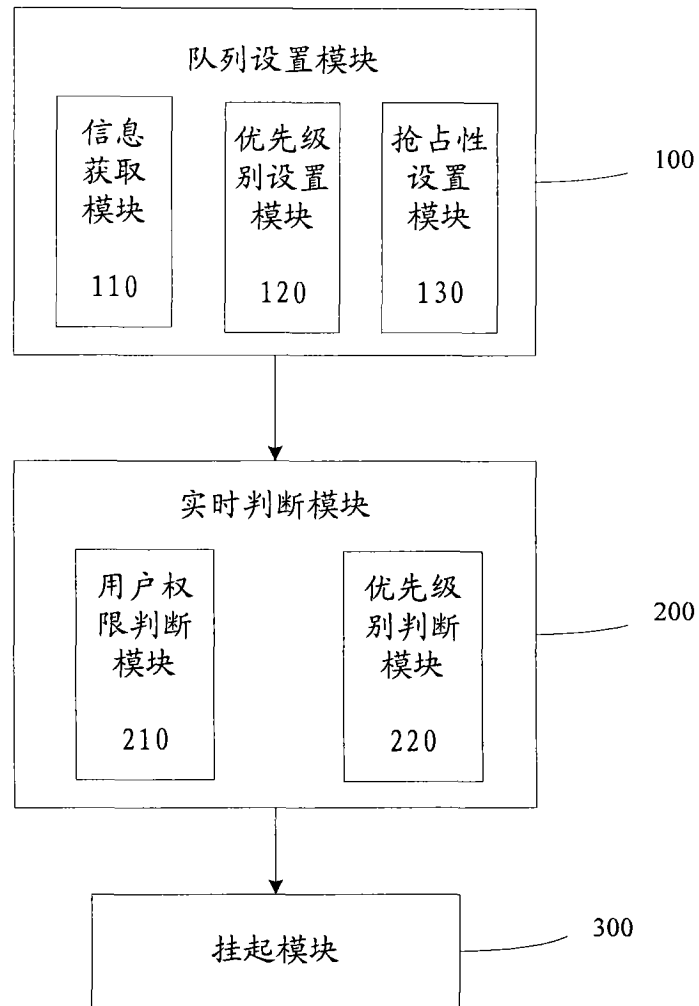 队列设置模块
信息
获取
模块
110
优先级
别设置
模块
120
抢占性
设置
模块
130
100
实时判断模块
用户权
限判断
模块
210
优先级
别判断
模块
220
200
挂起模块
300